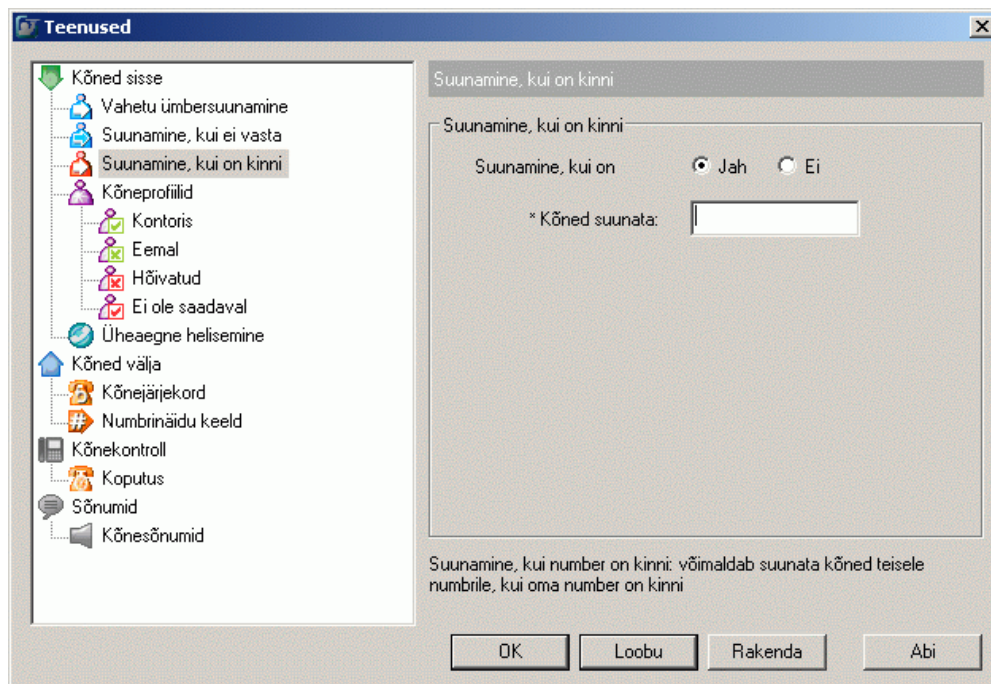 Teenused
Kõned sisse
Vahetu ümbersuunamine
Suunamine, kui ei vasta
Suunamine, kui on kinni
Kõneprofiilid
Kontoris
Eemal
Hõivatud
Ei ole saadaval
Üheaegne helisemine
Kõned välja
Kõnejärjekord
Numbrinäidu keeld
Kõnekontroll
Koputus
Sõnumid
Kõnesõnumid
Suunamine, kui on kinni
Suunamine, kui on kinni
Suunamine, kui on Jah Ei
* Kõned suunata:
Suunamine, kui number on kinni: võimaldab suunata kõned teisele
numbrile, kui oma number on kinni
OK Loobu Rakenda Abi